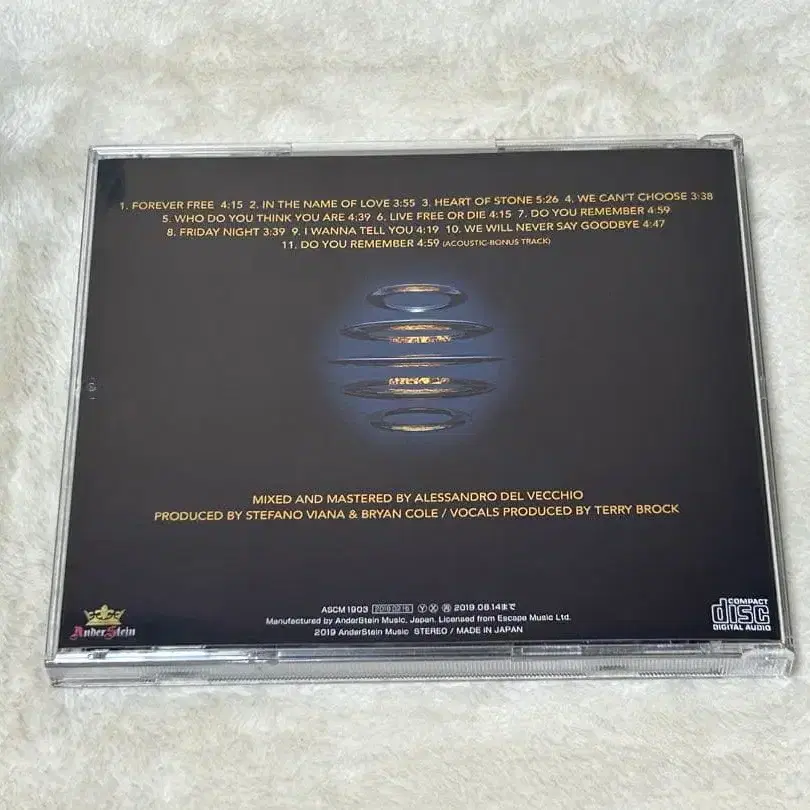 1. FOREVER FREE 4:15 2. IN THE NAME OF LOVE 3:55 3. HEART OF STONE 5:26 4. WE CAN'T CHOOSE 3:38
5. WHO DO YOU THINK YOU ARE 4:39 6. LIVE FREE OR DIE 4:15 7. DO YOU REMEMBER 4:59
8. FRIDAY NIGHT 3:39 9. I WANNA TELL YOU 4:19 10. WE WILL NEVER SAY GOODBYE 4:47
11. DO YOU REMEMBER 4:59 (ACOUSTIC-BONUS TRACK)
MIXED AND MASTERED BY ALESSANDRO DEL VECCHIO
PRODUCED BY STEFANO VIANA & BRYAN COLE / VOCALS PRODUCED BY TERRY BROCK
AnderStein
ASCM1903 Y X 2019.08.14まで
Manufactured by AnderStein Music, Japan, Licensed from Escape Music Ltd.
2019 AnderStein Music STEREO / MADE IN JAPAN
COMPACT
disc
DIGITAL AUDIO